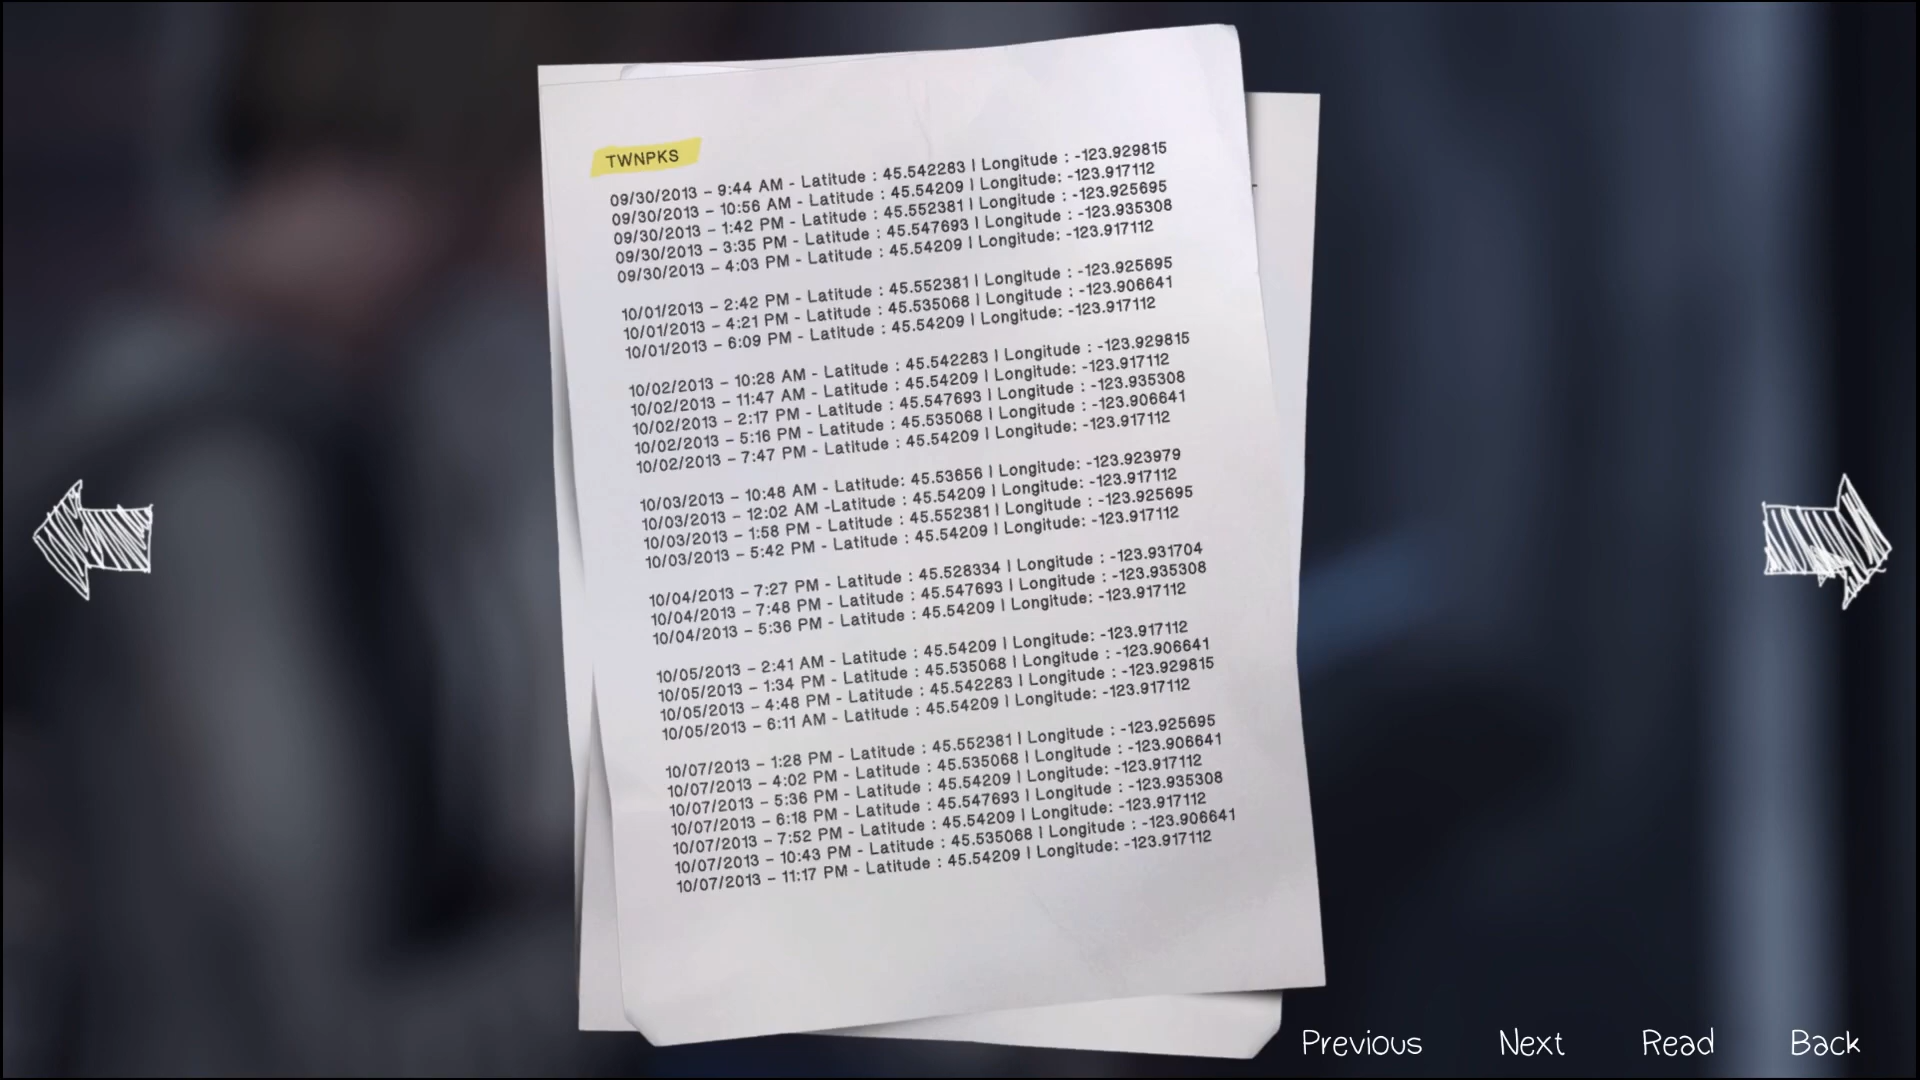 TWNPKS
09/30/2013 – 9:44 AM - Latitude : 45.542283 | Longitude : -123.929815
09/30/2013 – 10:56 AM - Latitude : 45.54209 | Longitude: -123.917112
09/30/2013 – 1:42 PM - Latitude : 45.552381 | Longitude : -123.925695
09/30/2013 – 3:35 PM - Latitude : 45.547693 | Longitude : -123.935308
09/30/2013 – 4:03 PM - Latitude : 45.54209 | Longitude: -123.917112
10/01/2013 – 2:42 PM - Latitude : 45.552381 | Longitude : -123.925695
10/01/2013 – 4:21 PM - Latitude : 45.535068 | Longitude : -123.906641
10/01/2013 – 6:09 PM - Latitude : 45.54209 | Longitude: -123.917112
10/02/2013 – 10:28 AM - Latitude : 45.542283 | Longitude : -123.929815
10/02/2013 – 11:47 AM - Latitude : 45.54209 | Longitude: -123.917112
10/02/2013 – 2:17 PM - Latitude : 45.547693 | Longitude : -123.935308
10/02/2013 – 5:16 PM - Latitude : 45.535068 | Longitude : -123.906641
10/02/2013 – 7:47 PM - Latitude : 45.54209 | Longitude: -123.917112
10/03/2013 – 10:48 AM - Latitude: 45.53656 | Longitude: -123.923979
10/03/2013 – 12:02 AM -Latitude : 45.54209 | Longitude: -123.917112
10/03/2013 – 1:58 PM - Latitude : 45.552381 | Longitude : -123.925695
10/03/2013 – 5:42 PM - Latitude : 45.54209 | Longitude: -123.917112
10/04/2013 – 7:27 PM - Latitude : 45.528334 | Longitude : -123.931704
10/04/2013 – 7:48 PM - Latitude : 45.547693 | Longitude : -123.935308
10/04/2013 – 5:36 PM - Latitude : 45.54209 | Longitude: -123.917112
10/05/2013 – 2:41 AM - Latitude : 45.54209 | Longitude: -123.917112
10/05/2013 – 1:34 PM - Latitude : 45.535068 | Longitude : -123.906641
10/05/2013 – 4:48 PM - Latitude : 45.542283 | Longitude : -123.929815
10/05/2013 – 6:11 AM - Latitude : 45.54209 | Longitude: -123.917112
10/07/2013 – 1:28 PM - Latitude : 45.552381 | Longitude : -123.925695
10/07/2013 – 4:02 PM - Latitude : 45.535068 | Longitude : -123.906641
10/07/2013 – 5:36 PM - Latitude : 45.54209 | Longitude: -123.917112
10/07/2013 – 6:18 PM - Latitude : 45.547693 | Longitude : -123.935308
10/07/2013 – 7:52 PM - Latitude : 45.54209 | Longitude: -123.917112
10/07/2013 – 10:43 PM - Latitude : 45.535068 | Longitude : -123.906641
10/07/2013 – 11:17 PM - Latitude : 45.54209 | Longitude: -123.917112
Previous Next Read Back